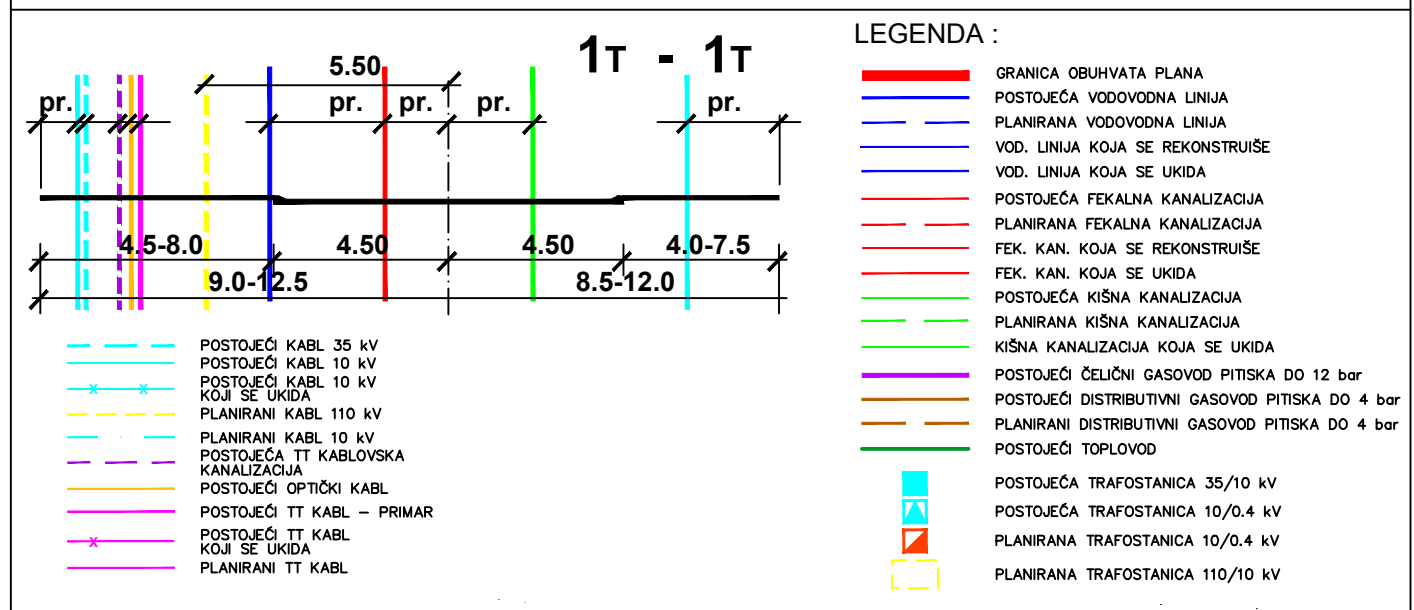 1T - 1T
5.50
pr.
pr.
pr.
pr.
pr.
4.5-8.0
4.50
4.50
4.0-7.5
9.0-12.5
8.5-12.0
POSTOJEĆI KABL 35 kV
POSTOJEĆI KABL 10 kV
POSTOJEĆI KABL 10 kV
KOJI SE UKIDA
PLANIRANI KABL 110 kV
PLANIRANI KABL 10 kV
POSTOJEĆA TT KABLOVSKA
KANALIZACIJA
POSTOJEĆI OPTIČKI KABL
POSTOJEĆI TT KABL – PRIMAR
POSTOJEĆI TT KABL
KOJI SE UKIDA
PLANIRANI TT KABL
LEGENDA :
GRANICA OBUHVATA PLANA
POSTOJEĆA VODOVODNA LINIJA
PLANIRANA VODOVODNA LINIJA
VOD. LINIJA KOJA SE REKONSTRUIŠE
VOD. LINIJA KOJA SE UKIDA
POSTOJEĆA FEKALNA KANALIZACIJA
PLANIRANA FEKALNA KANALIZACIJA
FEK. KAN. KOJA SE REKONSTRUIŠE
FEK. KAN. KOJA SE UKIDA
POSTOJEĆA KIŠNA KANALIZACIJA
PLANIRANA KIŠNA KANALIZACIJA
KIŠNA KANALIZACIJA KOJA SE UKIDA
POSTOJEĆI ČELIČNI GASOVOD PITISKA DO 12 bar
POSTOJEĆI DISTRIBUTIVNI GASOVOD PITISKA DO 4 bar
PLANIRANI DISTRIBUTIVNI GASOVOD PITISKA DO 4 bar
POSTOJEĆI TOPLOVOD
POSTOJEĆA TRAFOSTANICA 35/10 kV
POSTOJEĆA TRAFOSTANICA 10/0.4 kV
PLANIRANA TRAFOSTANICA 10/0.4 kV
PLANIRANA TRAFOSTANICA 110/10 kV